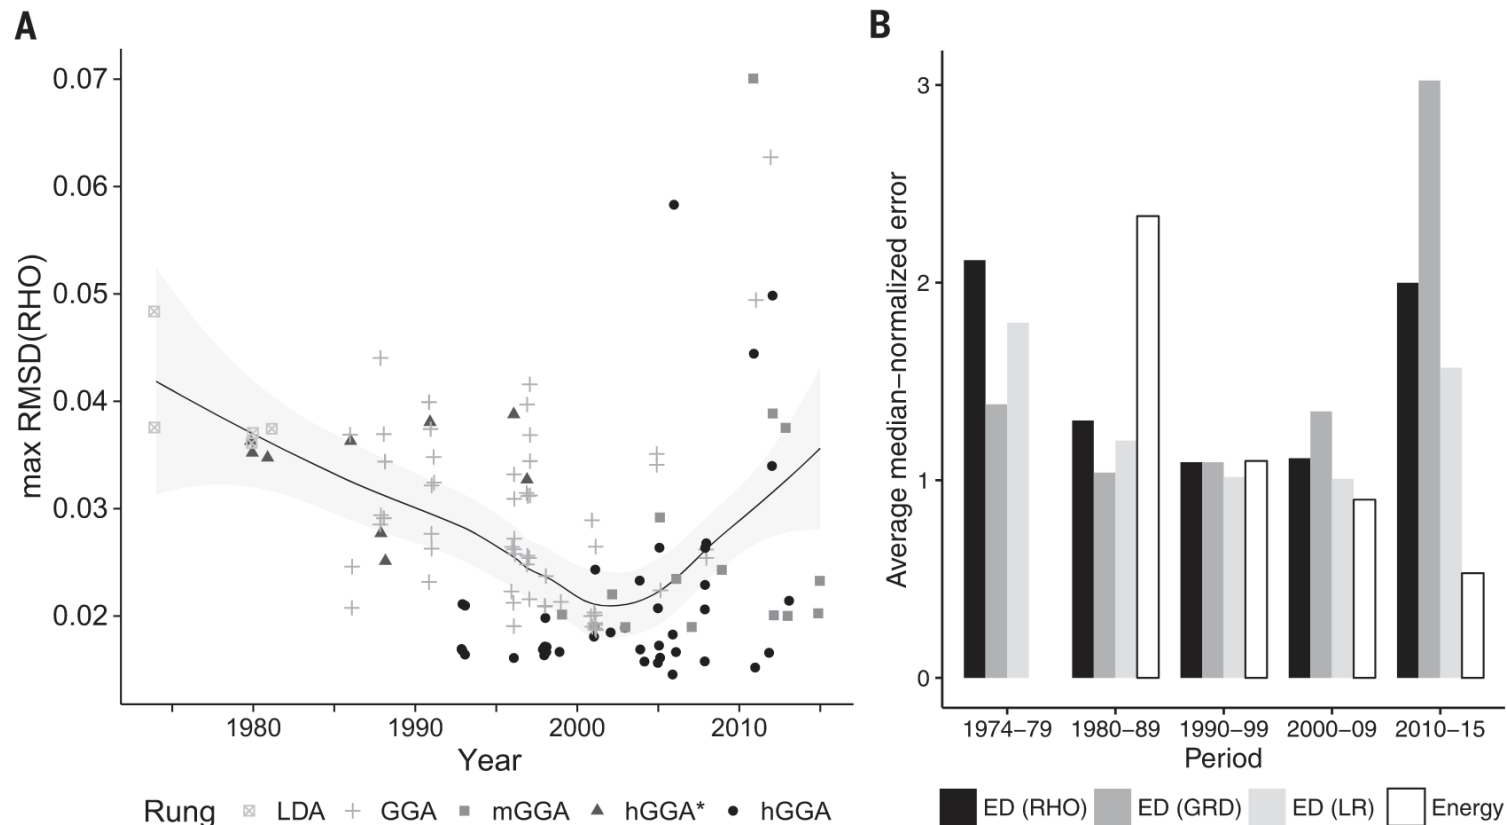 A
max RMSD(RHO)
0.07
0.06
0.05
0.04
0.03
0.02
1980 1990 2000 2010
Year
Rung LDA GGA mGGA hGGA* hGGA
B
Average median−normalized error
3
2
1
0
1974−79 1980−89 1990−99 2000−09 2010−15
Period
ED (RHO) ED (GRD) ED (LR) Energy